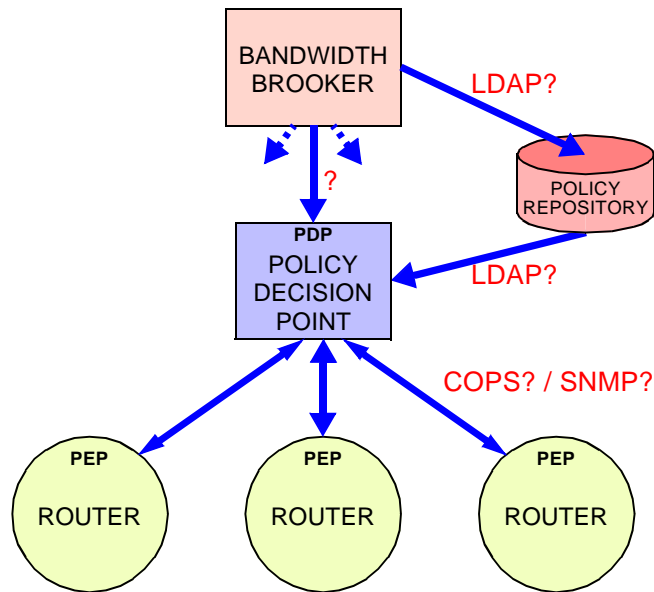 BANDWIDTH
BROOKER
LDAP?
?
POLICY
REPOSITORY
PDP
POLICY
DECISION
POINT
LDAP?
COPS? / SNMP?
PEP
ROUTER
PEP
ROUTER
PEP
ROUTER